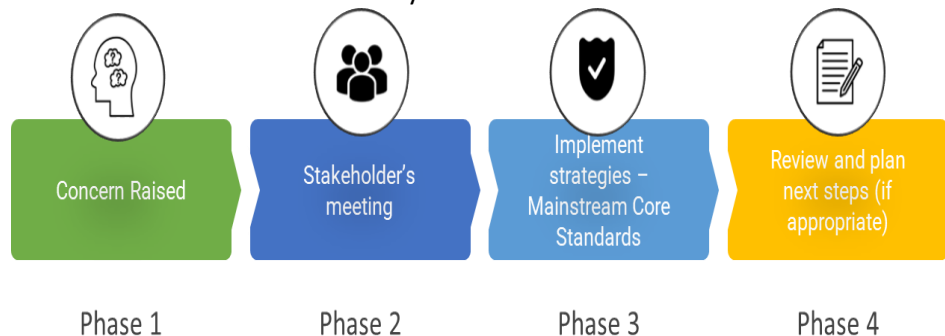 Concern Raised
Stakeholder's
meeting
Implement
strategies –
Mainstream Core
Standards
Review and plan
next steps (if
appropriate)
Phase 1
Phase 2
Phase 3
Phase 4